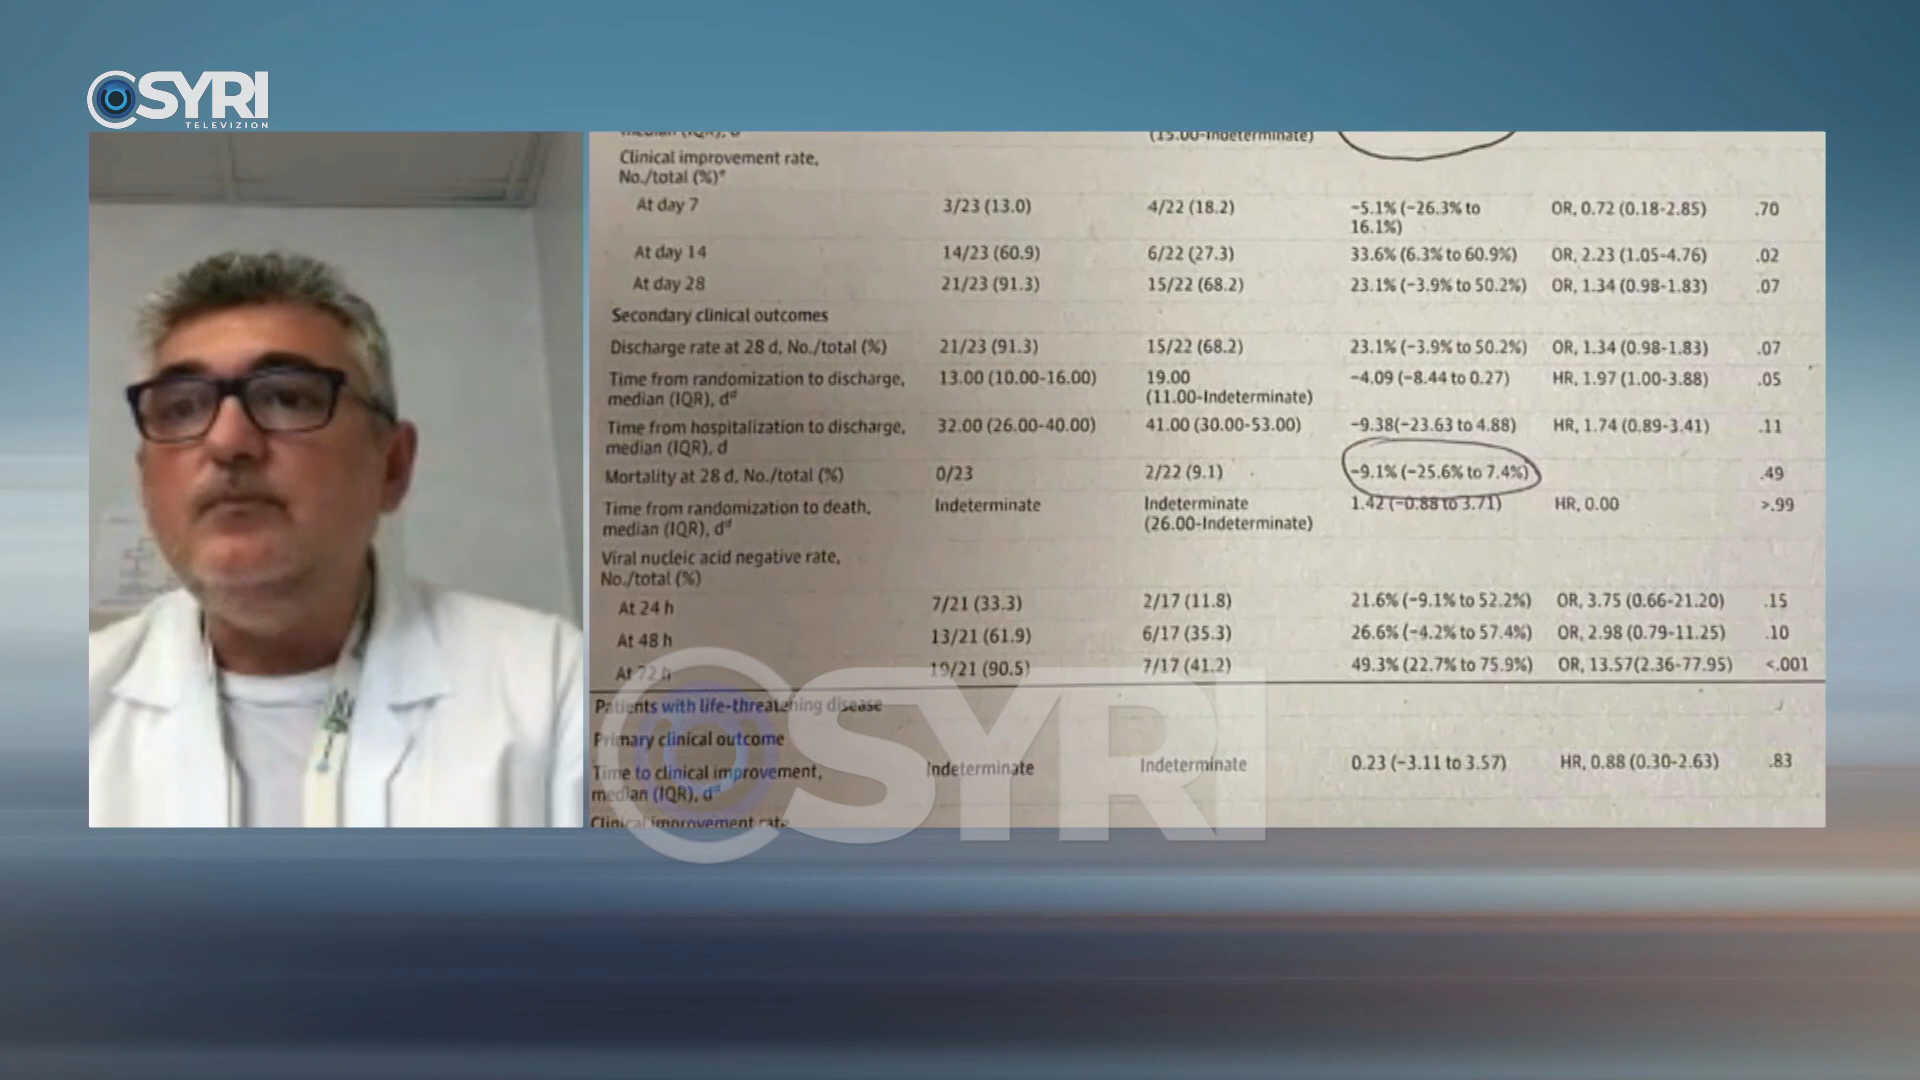 SYRI
TELEVIZION
median (IQR), d (15.00-Indeterminate)
Clinical improvement rate,
No./total (%)e
At day 7 3/23 (13.0) 4/22 (18.2) −5.1% (−26.3% to OR, 0.72 (0.18-2.85) .70
16.1%)
At day 14 14/23 (60.9) 6/22 (27.3) 33.6% (6.3% to 60.9%) OR, 2.23 (1.05-4.76) .02
At day 28 21/23 (91.3) 15/22 (68.2) 23.1% (−3.9% to 50.2%) OR, 1.34 (0.98-1.83) .07
Secondary clinical outcomes
Discharge rate at 28 d, No./total (%) 21/23 (91.3) 15/22 (68.2) 23.1% (−3.9% to 50.2%) OR, 1.34 (0.98-1.83) .07
Time from randomization to discharge, 13.00 (10.00-16.00) 19.00 −4.09 (−8.44 to 0.27) HR, 1.97 (1.00-3.88) .05
median (IQR), dd (11.00-Indeterminate)
Time from hospitalization to discharge, 32.00 (26.00-40.00) 41.00 (30.00-53.00) −9.38(−23.63 to 4.88) HR, 1.74 (0.89-3.41) .11
median (IQR), d
Mortality at 28 d, No./total (%) 0/23 2/22 (9.1) −9.1% (−25.6% to 7.4%) .49
Time from randomization to death, Indeterminate Indeterminate 1.42 (−0.88 to 3.71) HR, 0.00 >.99
median (IQR), dd (26.00-Indeterminate)
Viral nucleic acid negative rate,
No./total (%)
At 24 h 7/21 (33.3) 2/17 (11.8) 21.6% (−9.1% to 52.2%) OR, 3.75 (0.66-21.20) .15
At 48 h 13/21 (61.9) 6/17 (35.3) 26.6% (−4.2% to 57.4%) OR, 2.98 (0.79-11.25) .10
At 72 h 19/21 (90.5) 7/17 (41.2) 49.3% (22.7% to 75.9%) OR, 13.57(2.36-77.95) <.001
Patients with life-threatening disease
Primary clinical outcome
Time to clinical improvement, Indeterminate Indeterminate 0.23 (−3.11 to 3.57) HR, 0.88 (0.30-2.63) .83
median (IQR), dd
Clinical improvement rate
SYRI